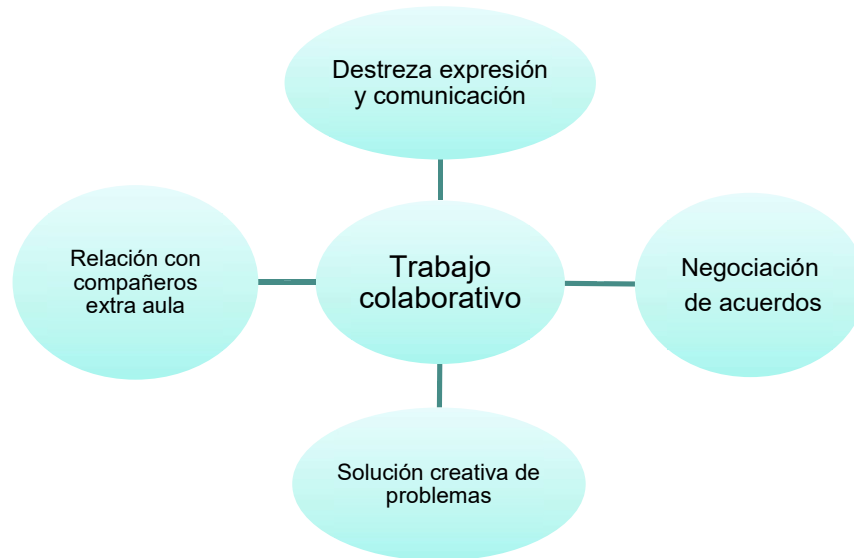 Destreza expresión
y comunicación
Relación con
compañeros
extra aula
Trabajo
colaborativo
Negociación
de acuerdos
Solución creativa de
problemas